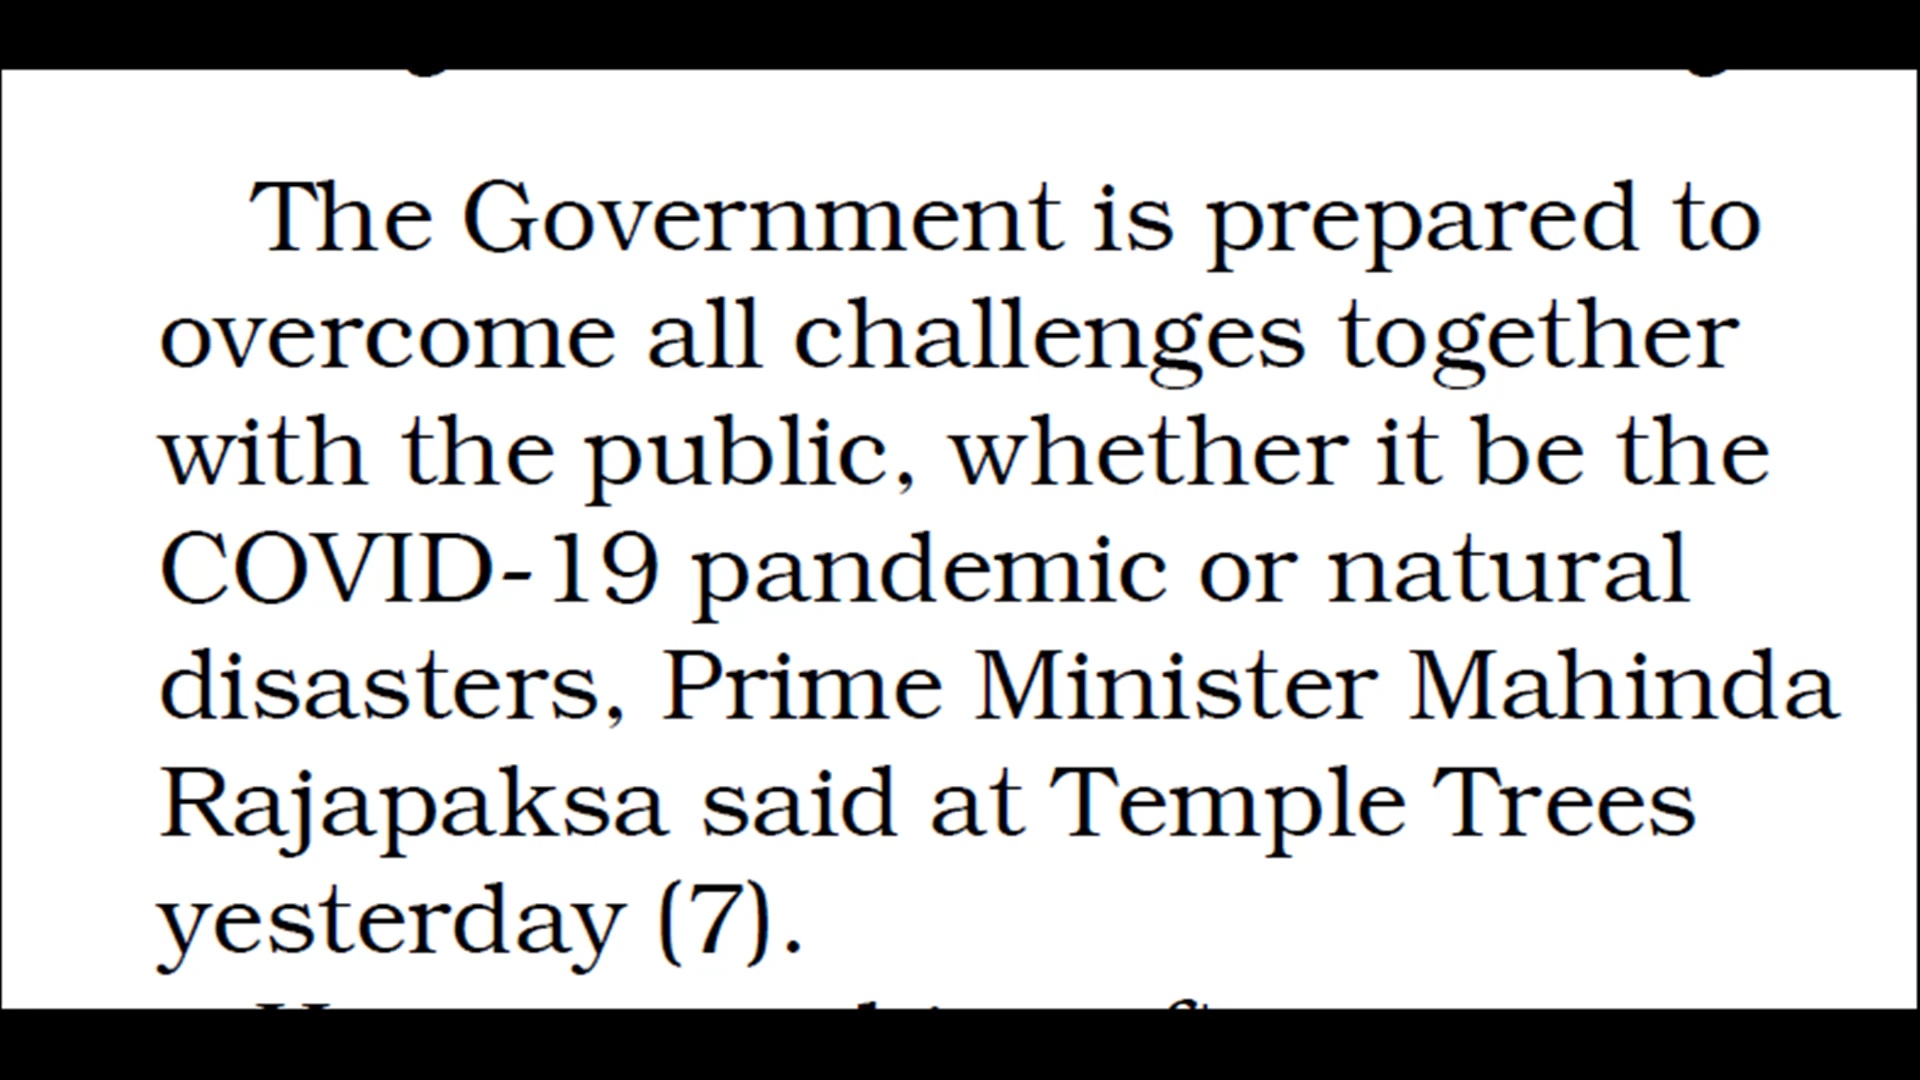 The Government is prepared to
overcome all challenges together
with the public, whether it be the
COVID-19 pandemic or natural
disasters, Prime Minister Mahinda
Rajapaksa said at Temple Trees
yesterday (7).